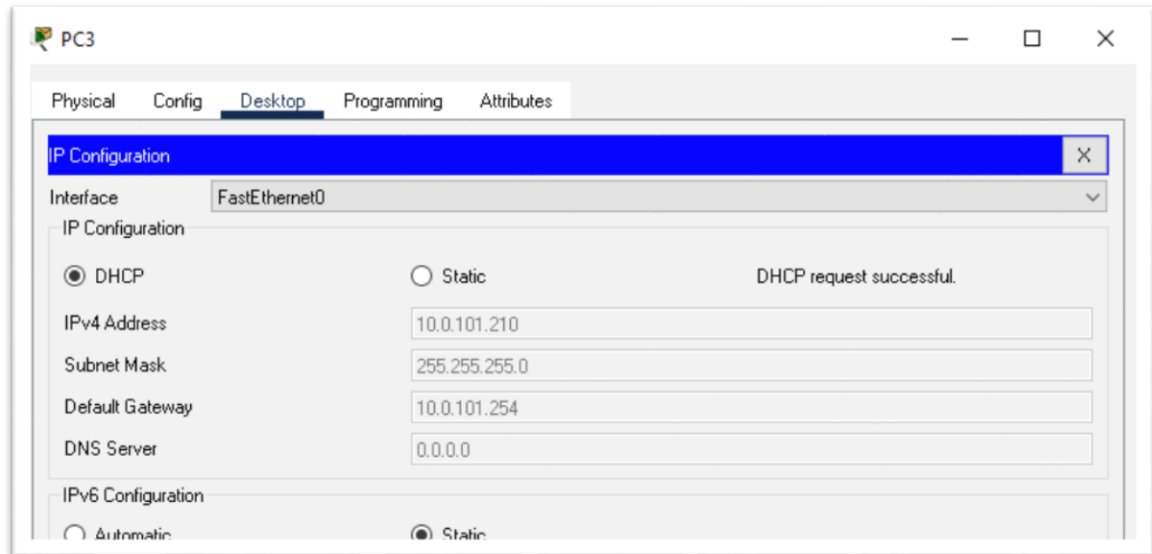 PC3
Physical Config Desktop Programming Attributes
IP Configuration X
Interface FastEthernet0
IP Configuration
DHCP Static DHCP request successful.
IPv4 Address 10.0.101.210
Subnet Mask 255.255.255.0
Default Gateway 10.0.101.254
DNS Server 0.0.0.0
IPv6 Configuration
Automatic Static